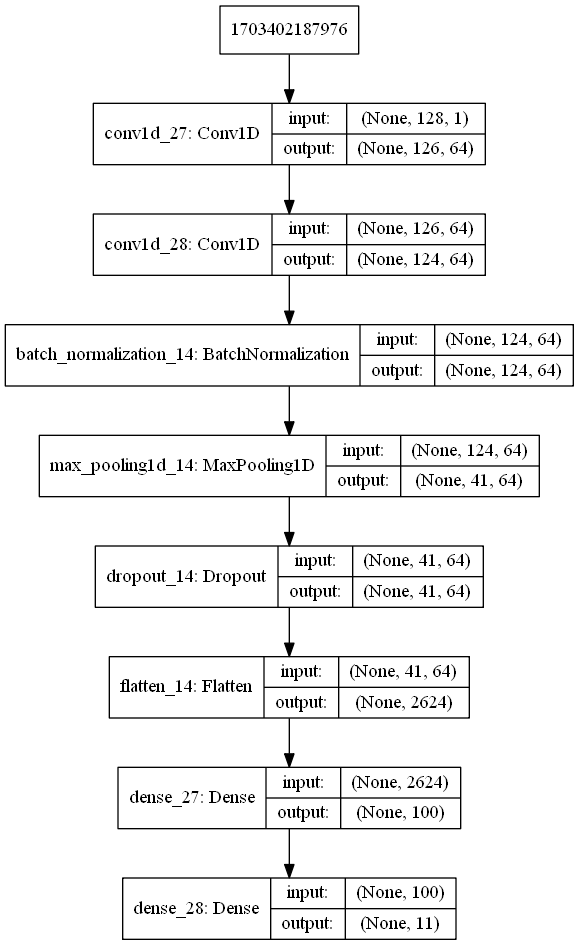 1703402187976
conv1d_27: Conv1D
input: (None, 128, 1)
output: (None, 126, 64)
conv1d_28: Conv1D
input: (None, 126, 64)
output: (None, 124, 64)
batch_normalization_14: BatchNormalization
input: (None, 124, 64)
output: (None, 124, 64)
max_pooling1d_14: MaxPooling1D
input: (None, 124, 64)
output: (None, 41, 64)
dropout_14: Dropout
input: (None, 41, 64)
output: (None, 41, 64)
flatten_14: Flatten
input: (None, 41, 64)
output: (None, 2624)
dense_27: Dense
input: (None, 2624)
output: (None, 100)
dense_28: Dense
input: (None, 100)
output: (None, 11)